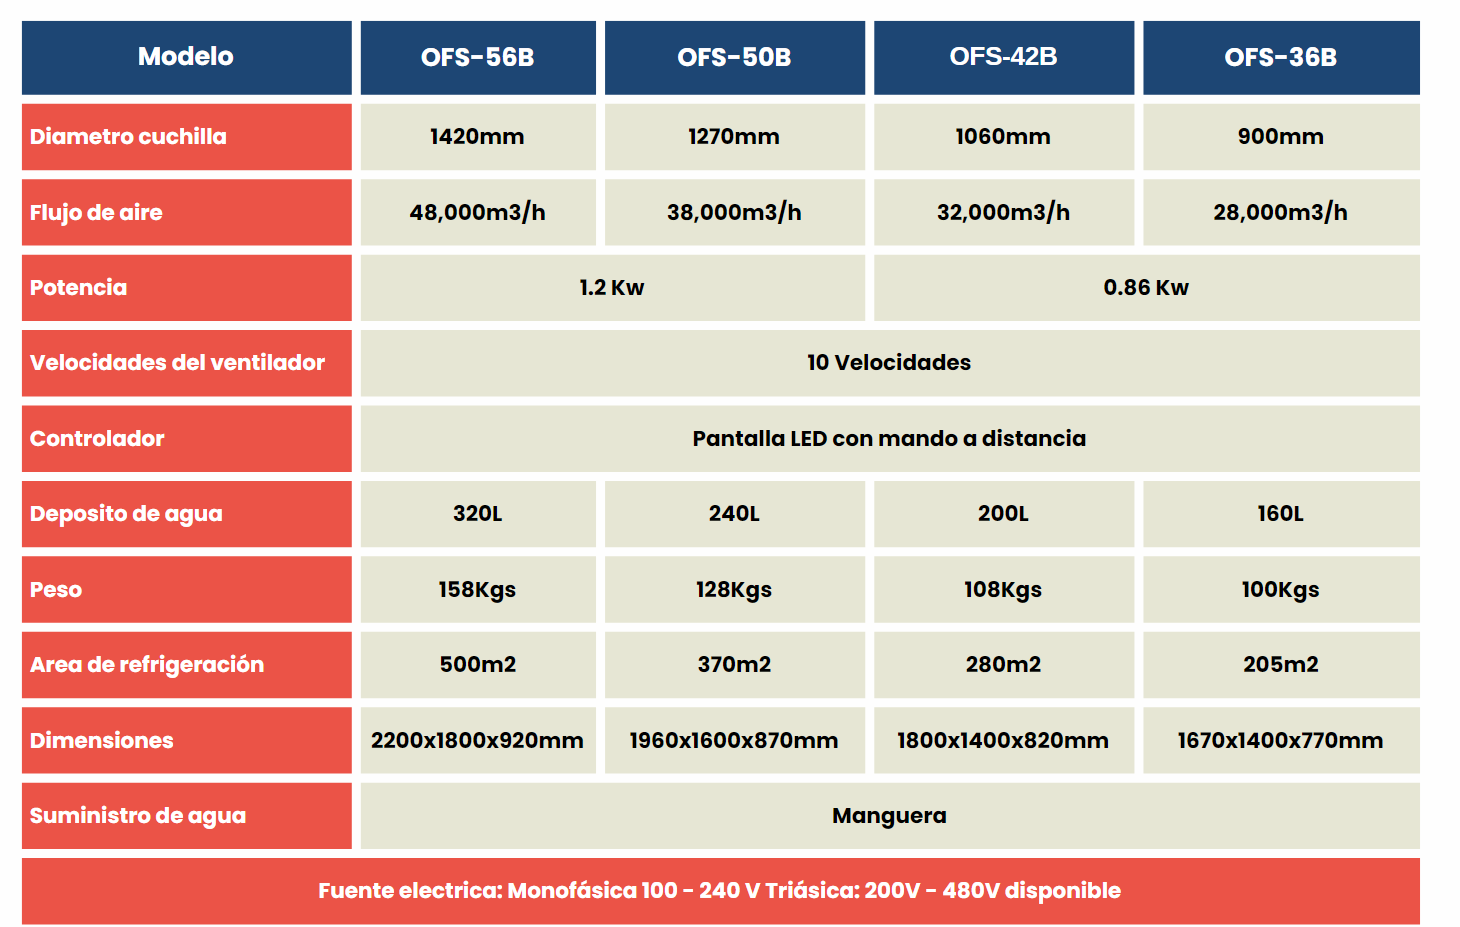 Modelo OFS-56B OFS-50B OFS-42B OFS-36B
Diametro cuchilla 1420mm 1270mm 1060mm 900mm
Flujo de aire 48,000m3/h 38,000m3/h 32,000m3/h 28,000m3/h
Potencia 1.2 Kw 0.86 Kw
Velocidades del ventilador 10 Velocidades
Controlador Pantalla LED con mando a distancia
Deposito de agua 320L 240L 200L 160L
Peso 158Kgs 128Kgs 108Kgs 100Kgs
Area de refrigeración 500m2 370m2 280m2 205m2
Dimensiones 2200x1800x920mm 1960x1600x870mm 1800x1400x820mm 1670x1400x770mm
Suministro de agua Manguera
Fuente electrica: Monofásica 100 - 240 V Triásica: 200V - 480V disponible